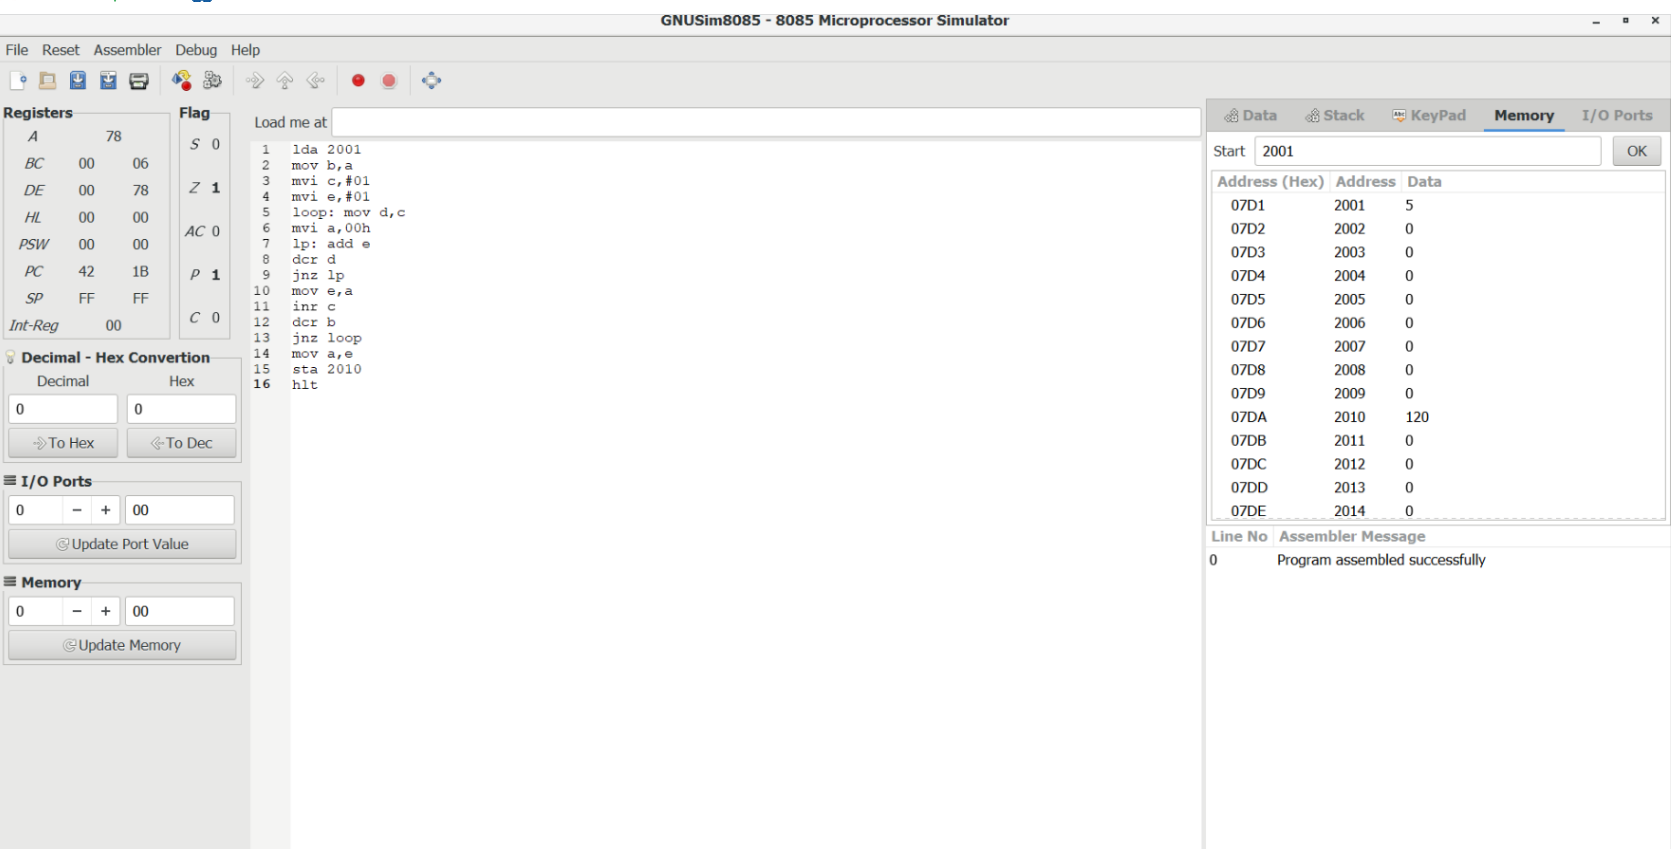 GNUSim8085 - 8085 Microprocessor Simulator
File Reset Assembler Debug Help
Registers
A 78
BC 00 06
DE 00 78
HL 00 00
PSW 00 00
PC 42 1B
SP FF FF
Int-Reg 00
Flag
S 0
Z 1
AC 0
P 1
C 0
Decimal - Hex Convertion
Decimal Hex
0 0
To Hex To Dec
I/O Ports
0 − + 00
Update Port Value
Memory
0 − + 00
Update Memory
Load me at
1 lda 2001
2 mov b,a
3 mvi c,#01
4 mvi e,#01
5 loop: mov d,c
6 mvi a,00h
7 lp: add e
8 dcr d
9 jnz lp
10 mov e,a
11 inr c
12 dcr b
13 jnz loop
14 mov a,e
15 sta 2010
16 hlt
Data Stack KeyPad Memory I/O Ports
Start 2001 OK
Address (Hex) Address Data
07D1 2001 5
07D2 2002 0
07D3 2003 0
07D4 2004 0
07D5 2005 0
07D6 2006 0
07D7 2007 0
07D8 2008 0
07D9 2009 0
07DA 2010 120
07DB 2011 0
07DC 2012 0
07DD 2013 0
07DE 2014 0
Line No Assembler Message
0 Program assembled successfully